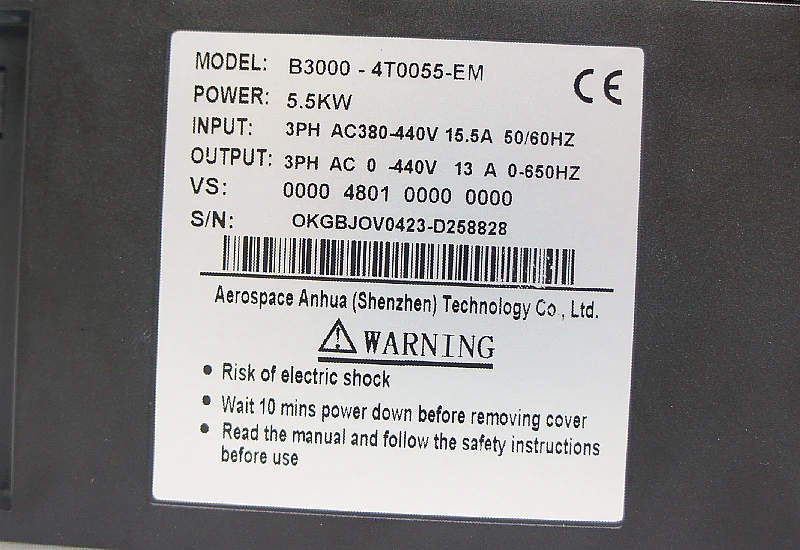 MODEL: B3000 - 4T0055-EM
CE
POWER: 5.5KW
INPUT: 3PH AC380-440V 15.5A 50/60HZ
OUTPUT: 3PH AC 0 -440V 13 A 0-650HZ
VS: 0000 4801 0000 0000
S/N: OKGBJOV0423-D258828
Aerospace Anhua (Shenzhen) Technology Co., Ltd.
WARNING
• Risk of electric shock
• Wait 10 mins power down before removing cover
• Read the manual and follow the safety instructions
before use